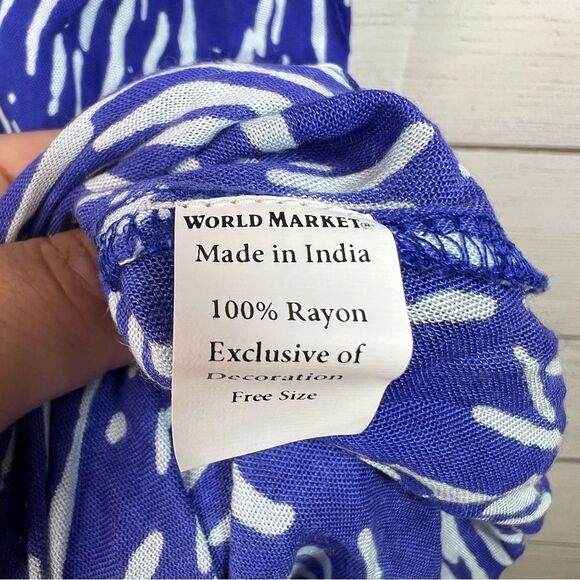 WORLD MARKET®
Made in India
100% Rayon
Exclusive of
Decoration
Free Size